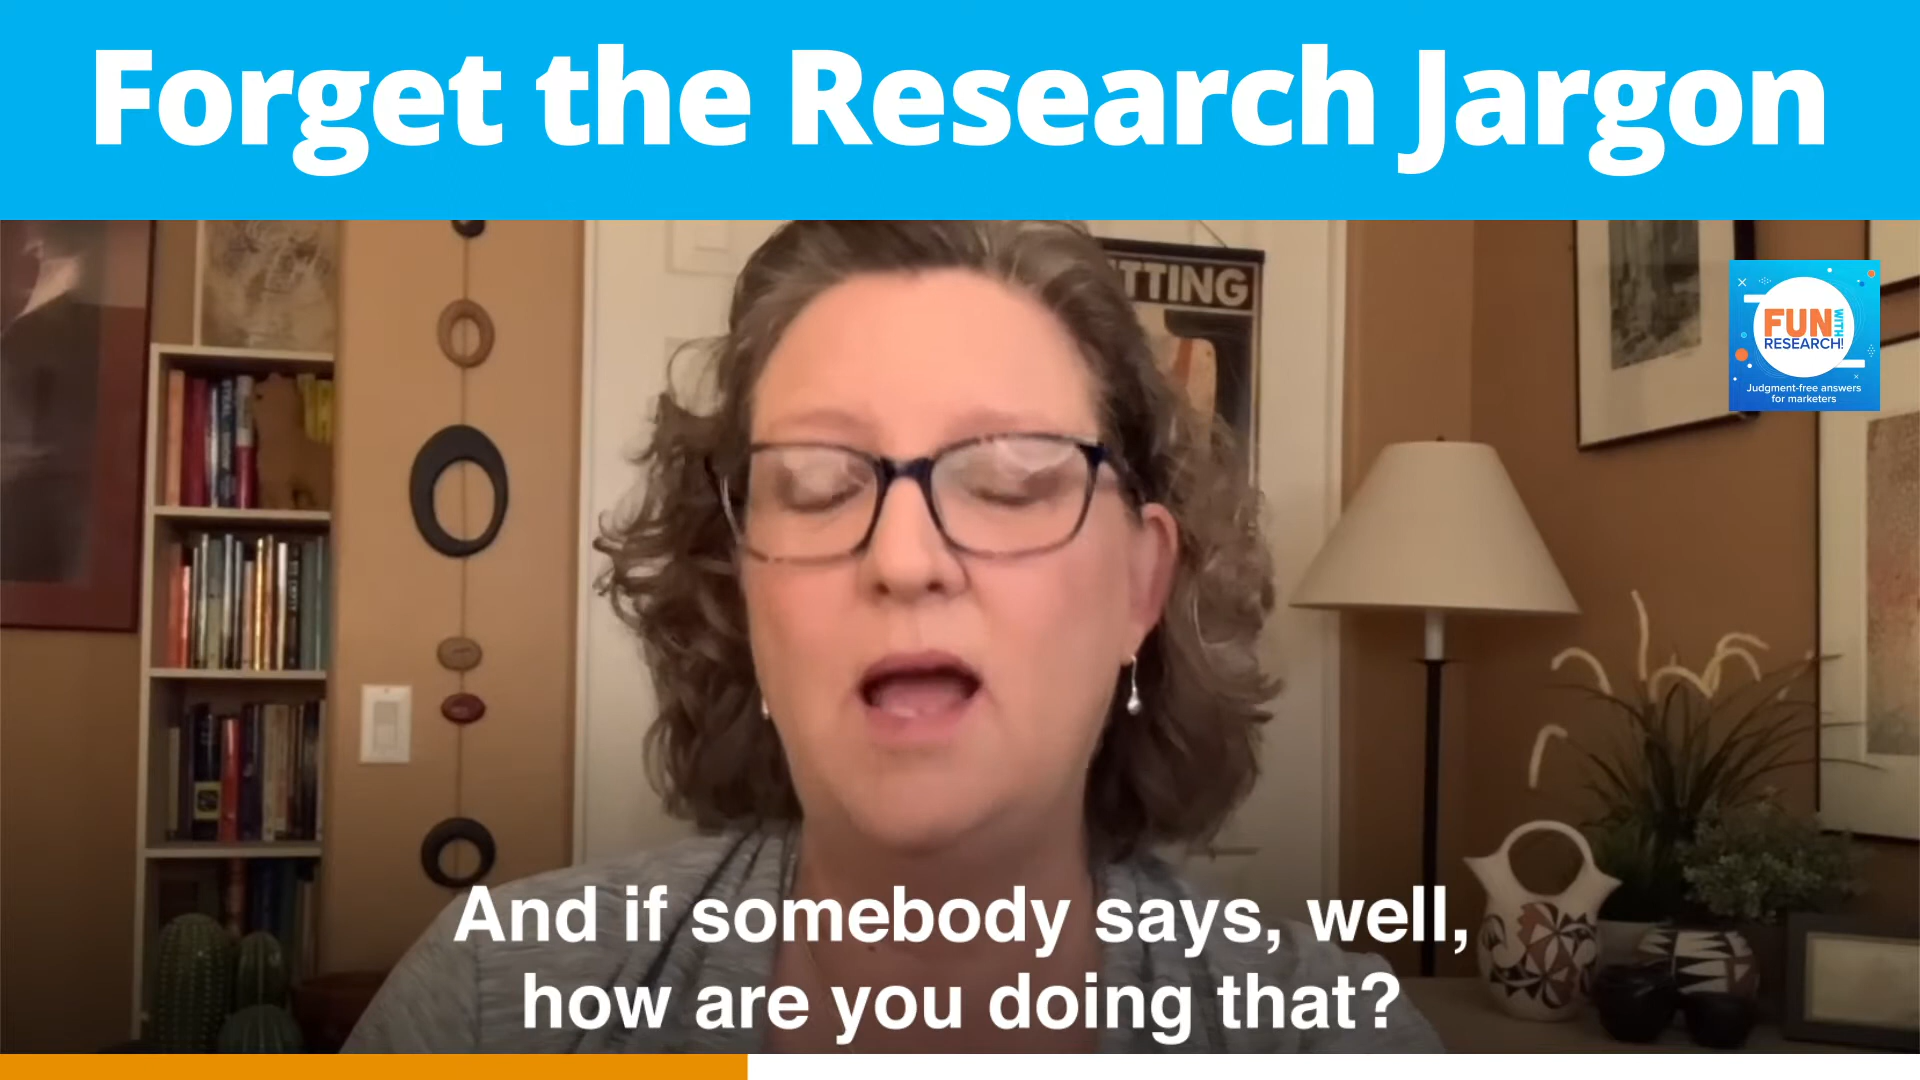 Forget the Research Jargon
TTING
FUN WITH
RESEARCH!
Judgment-free answers
for marketers
And if somebody says, well,
how are you doing that?